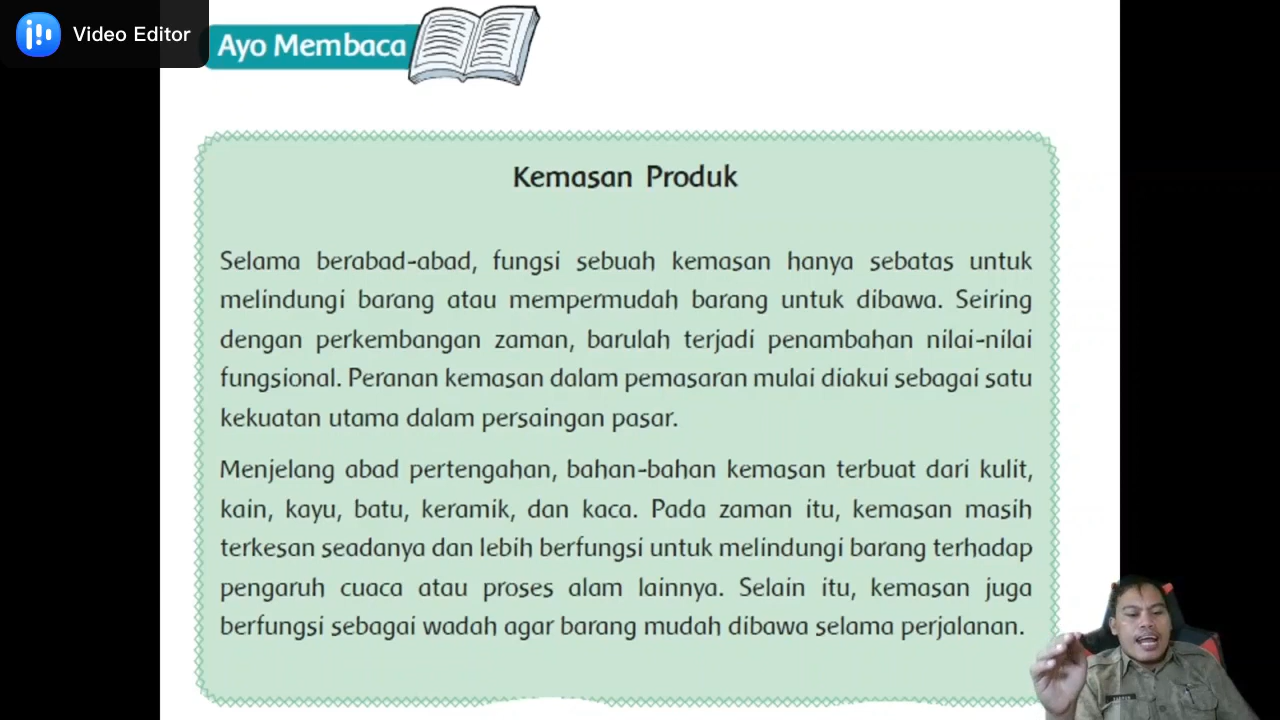 Video Editor
Ayo Membaca
Kemasan Produk
Selama berabad-abad, fungsi sebuah kemasan hanya sebatas untuk
melindungi barang atau mempermudah barang untuk dibawa. Seiring
dengan perkembangan zaman, barulah terjadi penambahan nilai-nilai
fungsional. Peranan kemasan dalam pemasaran mulai diakui sebagai satu
kekuatan utama dalam persaingan pasar.
Menjelang abad pertengahan, bahan-bahan kemasan terbuat dari kulit,
kain, kayu, batu, keramik, dan kaca. Pada zaman itu, kemasan masih
terkesan seadanya dan lebih berfungsi untuk melindungi barang terhadap
pengaruh cuaca atau proses alam lainnya. Selain itu, kemasan juga
berfungsi sebagai wadah agar barang mudah dibawa selama perjalanan.